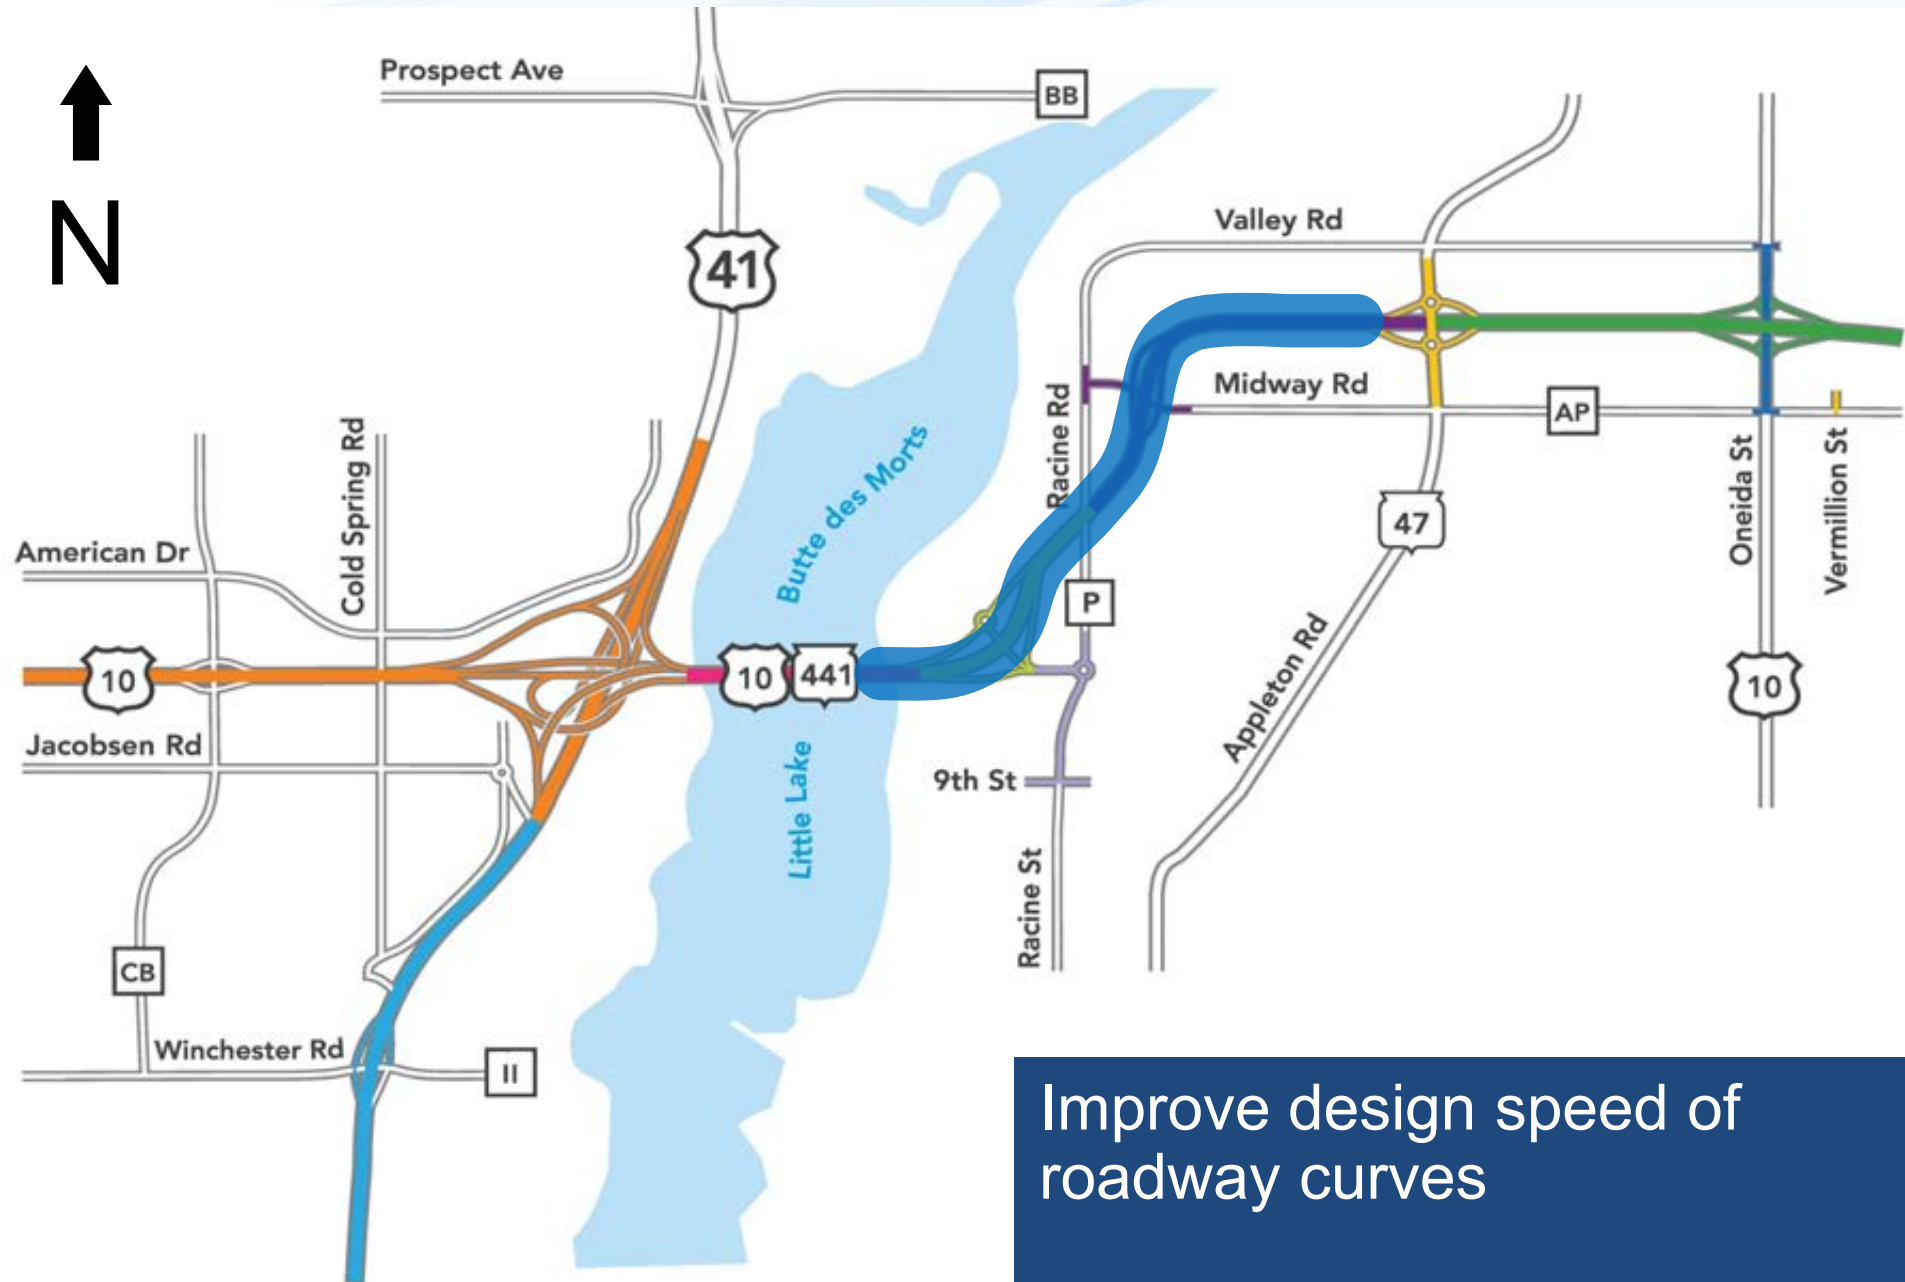 Prospect Ave
BB
N
Valley Rd
41
Midway Rd
Racine Rd
AP
Cold Spring Rd
Butte des Morts
Oneida St
Vermillion St
47
American Dr
P
10
10
441
10
Appleton Rd
Jacobsen Rd
Little Lake
9th St
Racine St
CB
Winchester Rd
II
Improve design speed of
roadway curves